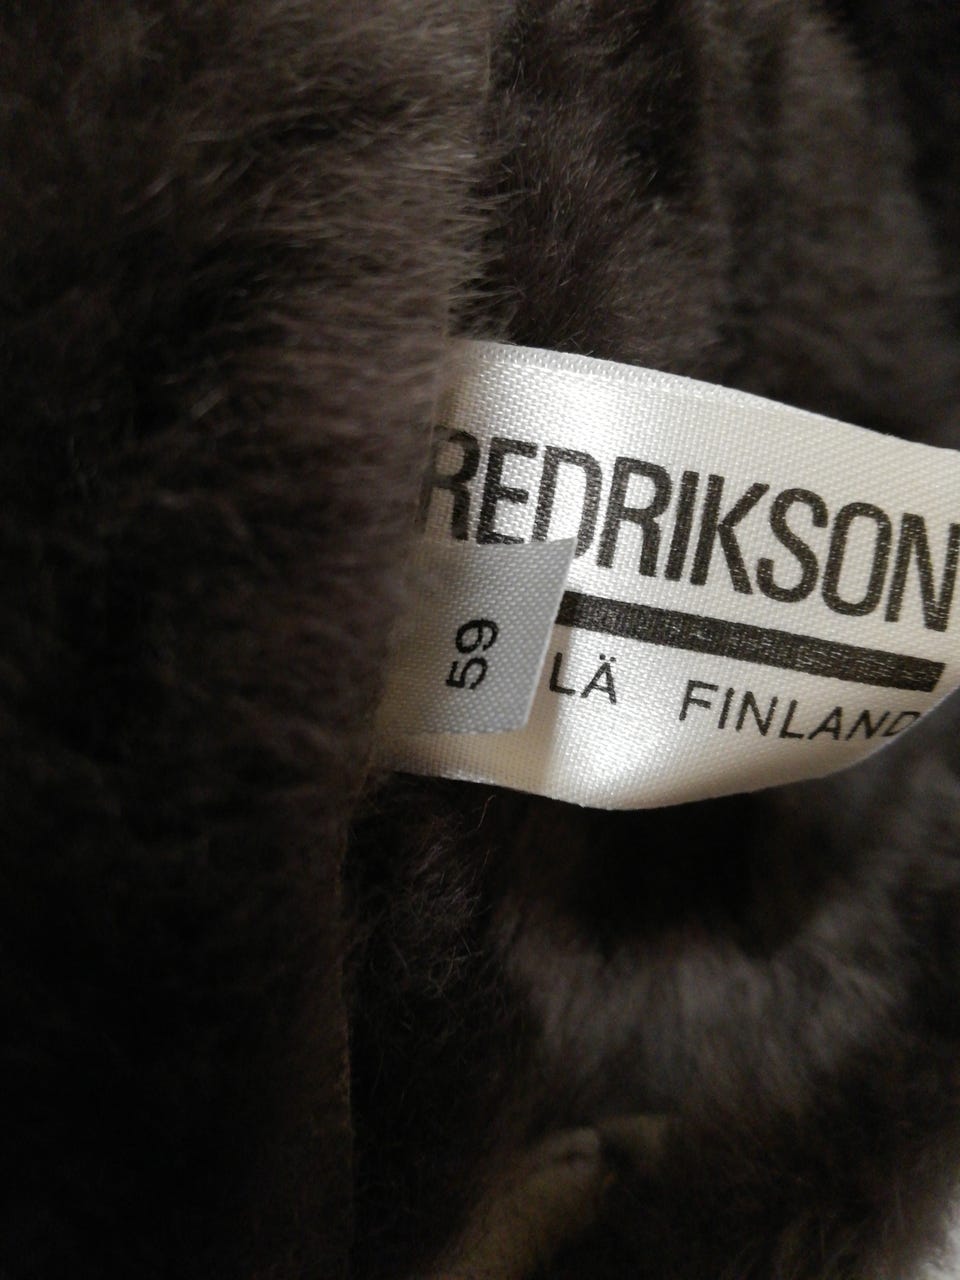 REDRIKSON
59
LÄ FINLAND